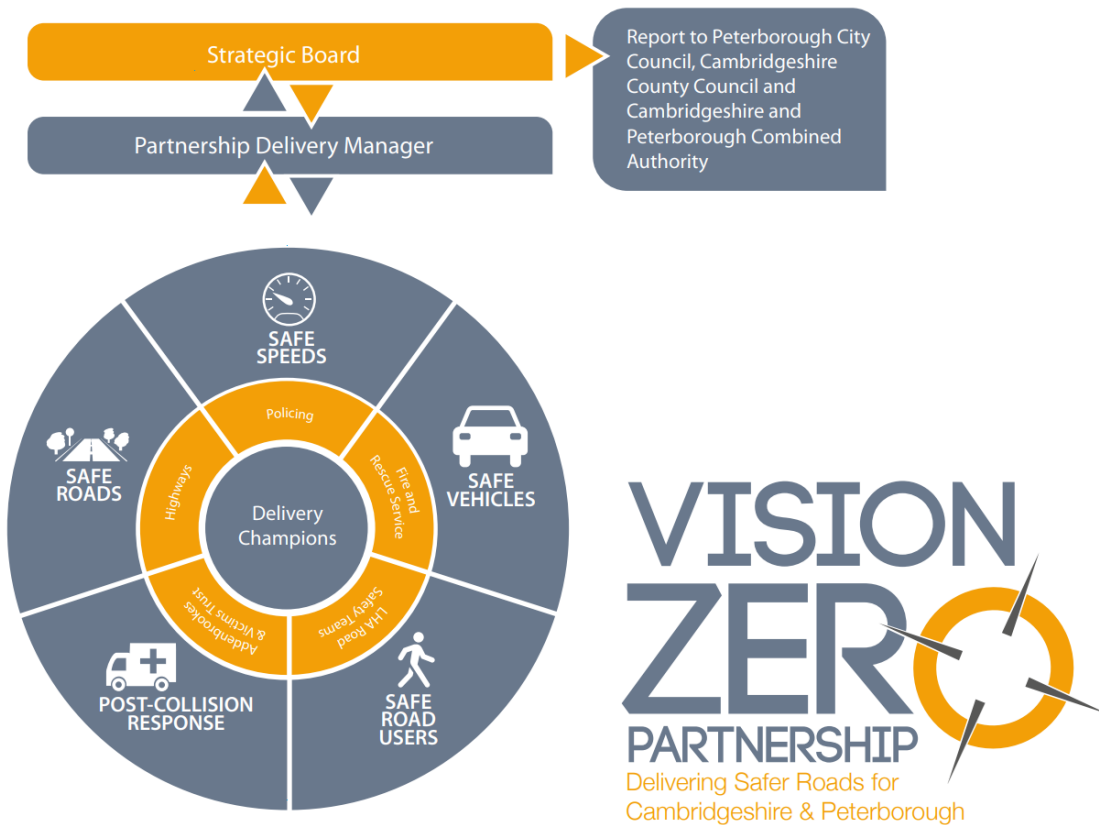 Strategic Board
Report to Peterborough City
Council, Cambridgeshire
County Council and
Cambridgeshire and
Peterborough Combined
Authority
Partnership Delivery Manager
SAFE
SPEEDS
Policing
SAFE
ROADS
Highways
Fire and
Rescue Service
SAFE
VEHICLES
Delivery
Champions
Addenbrookes
& Victims Trust
LHA Road
Safety Teams
POST-COLLISION
RESPONSE
SAFE
ROAD
USERS
VISION
ZERO
PARTNERSHIP
Delivering Safer Roads for
Cambridgeshire & Peterborough